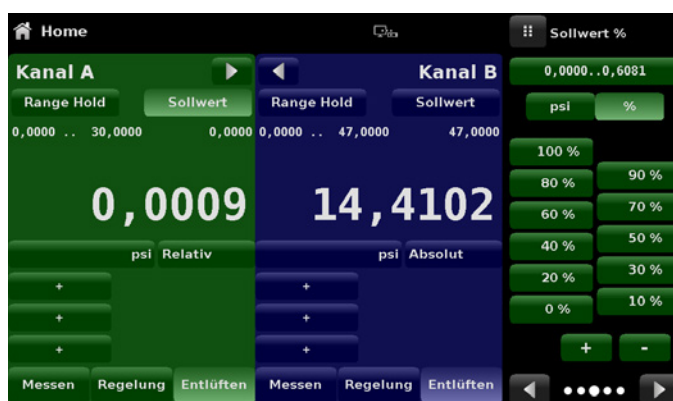 Home
Kanal A
Range Hold Sollwert
0,0000 .. 30,0000 0,0000
0,0009
psi Relativ
+
+
+
Messen Regelung Entlüften
Kanal B
Range Hold Sollwert
0,0000 .. 47,0000 47,0000
14,4102
psi Absolut
+
+
+
Messen Regelung Entlüften
Sollwert %
0,0000..0,6081
psi %
100 %
90 %
80 %
70 %
60 %
50 %
40 %
30 %
20 %
10 %
0 %
+ -